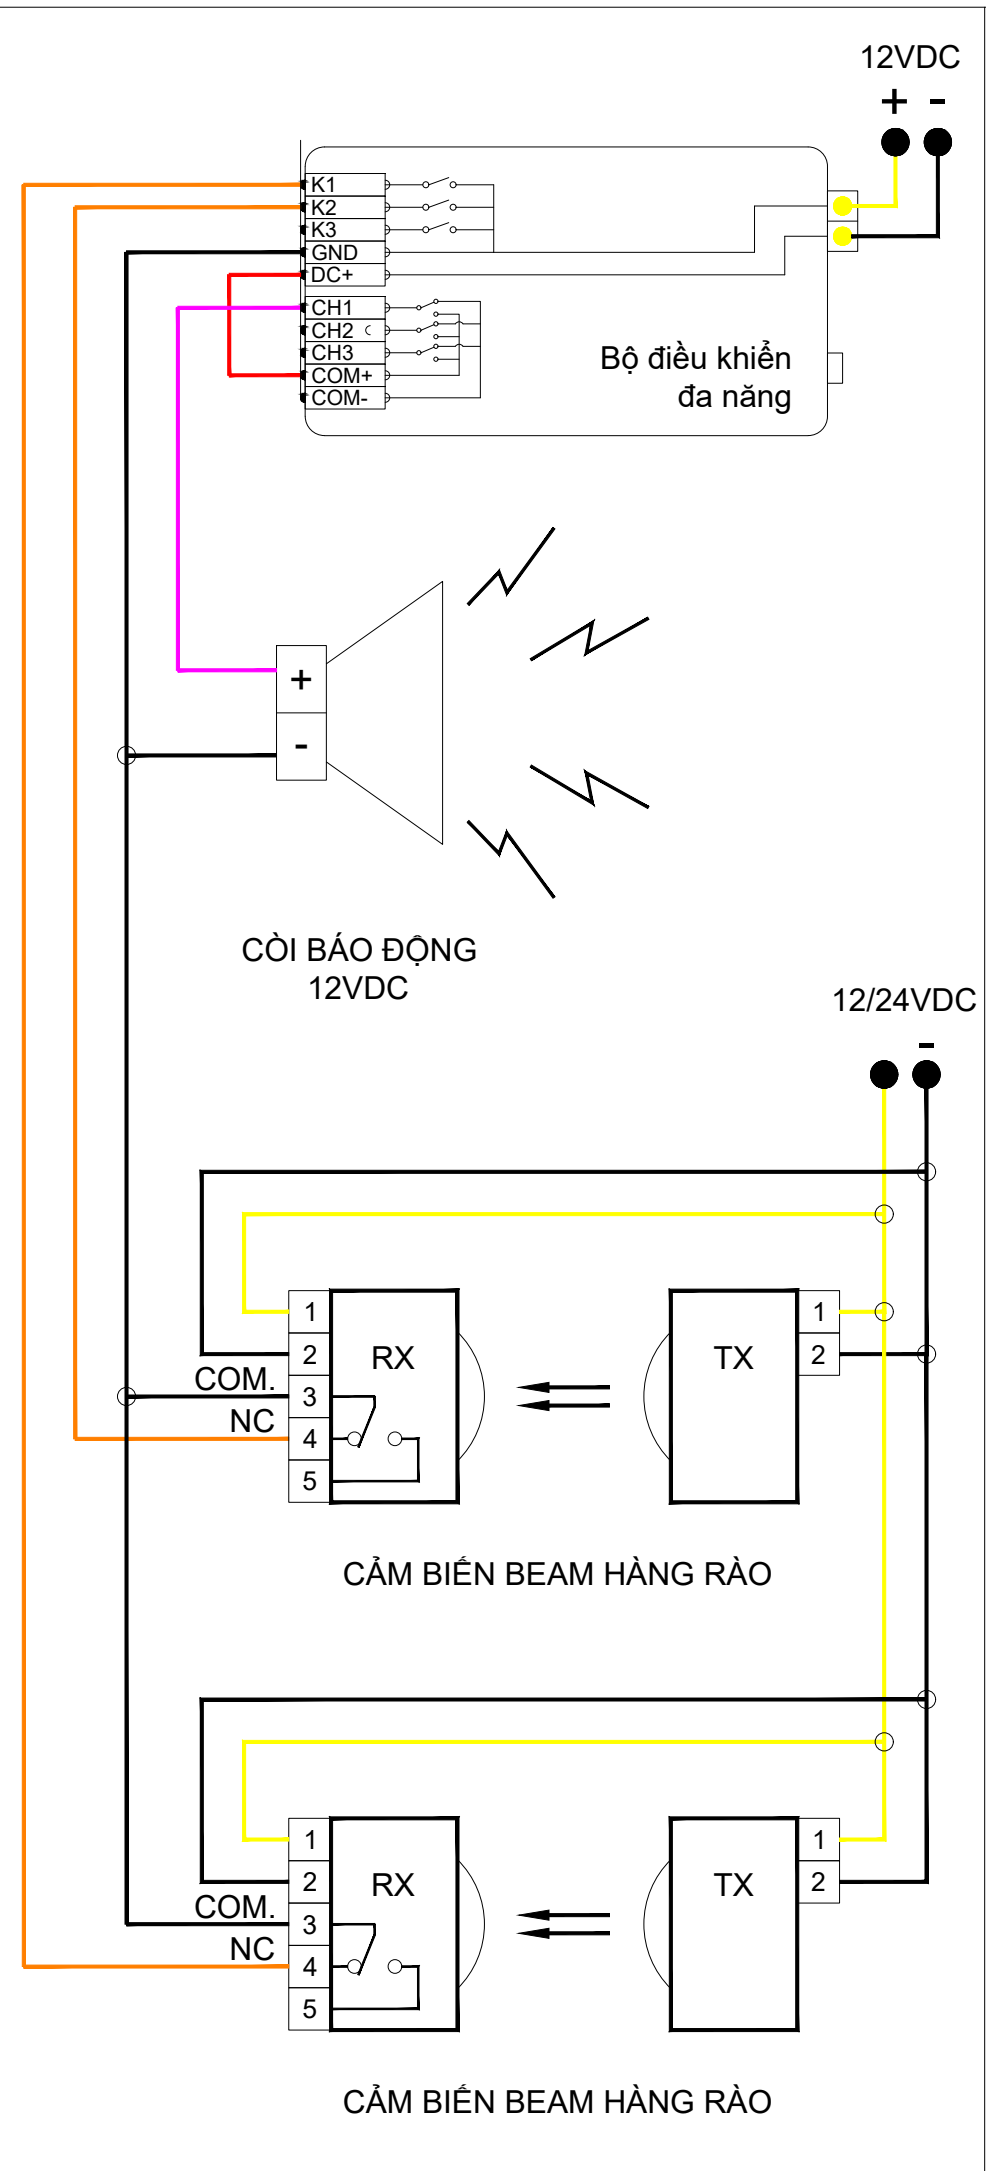 12VDC
+ -
K1
K2
K3
GND
DC+
CH1
CH2
CH3
COM+
COM-
Bộ điều khiển
đa năng
+
-
CÒI BÁO ĐỘNG
12VDC
12/24VDC
-
1
2
3
4
5
COM.
NC
RX
TX
1
2
CẢM BIẾN BEAM HÀNG RÀO
1
2
3
4
5
COM.
NC
RX
TX
1
2
CẢM BIẾN BEAM HÀNG RÀO